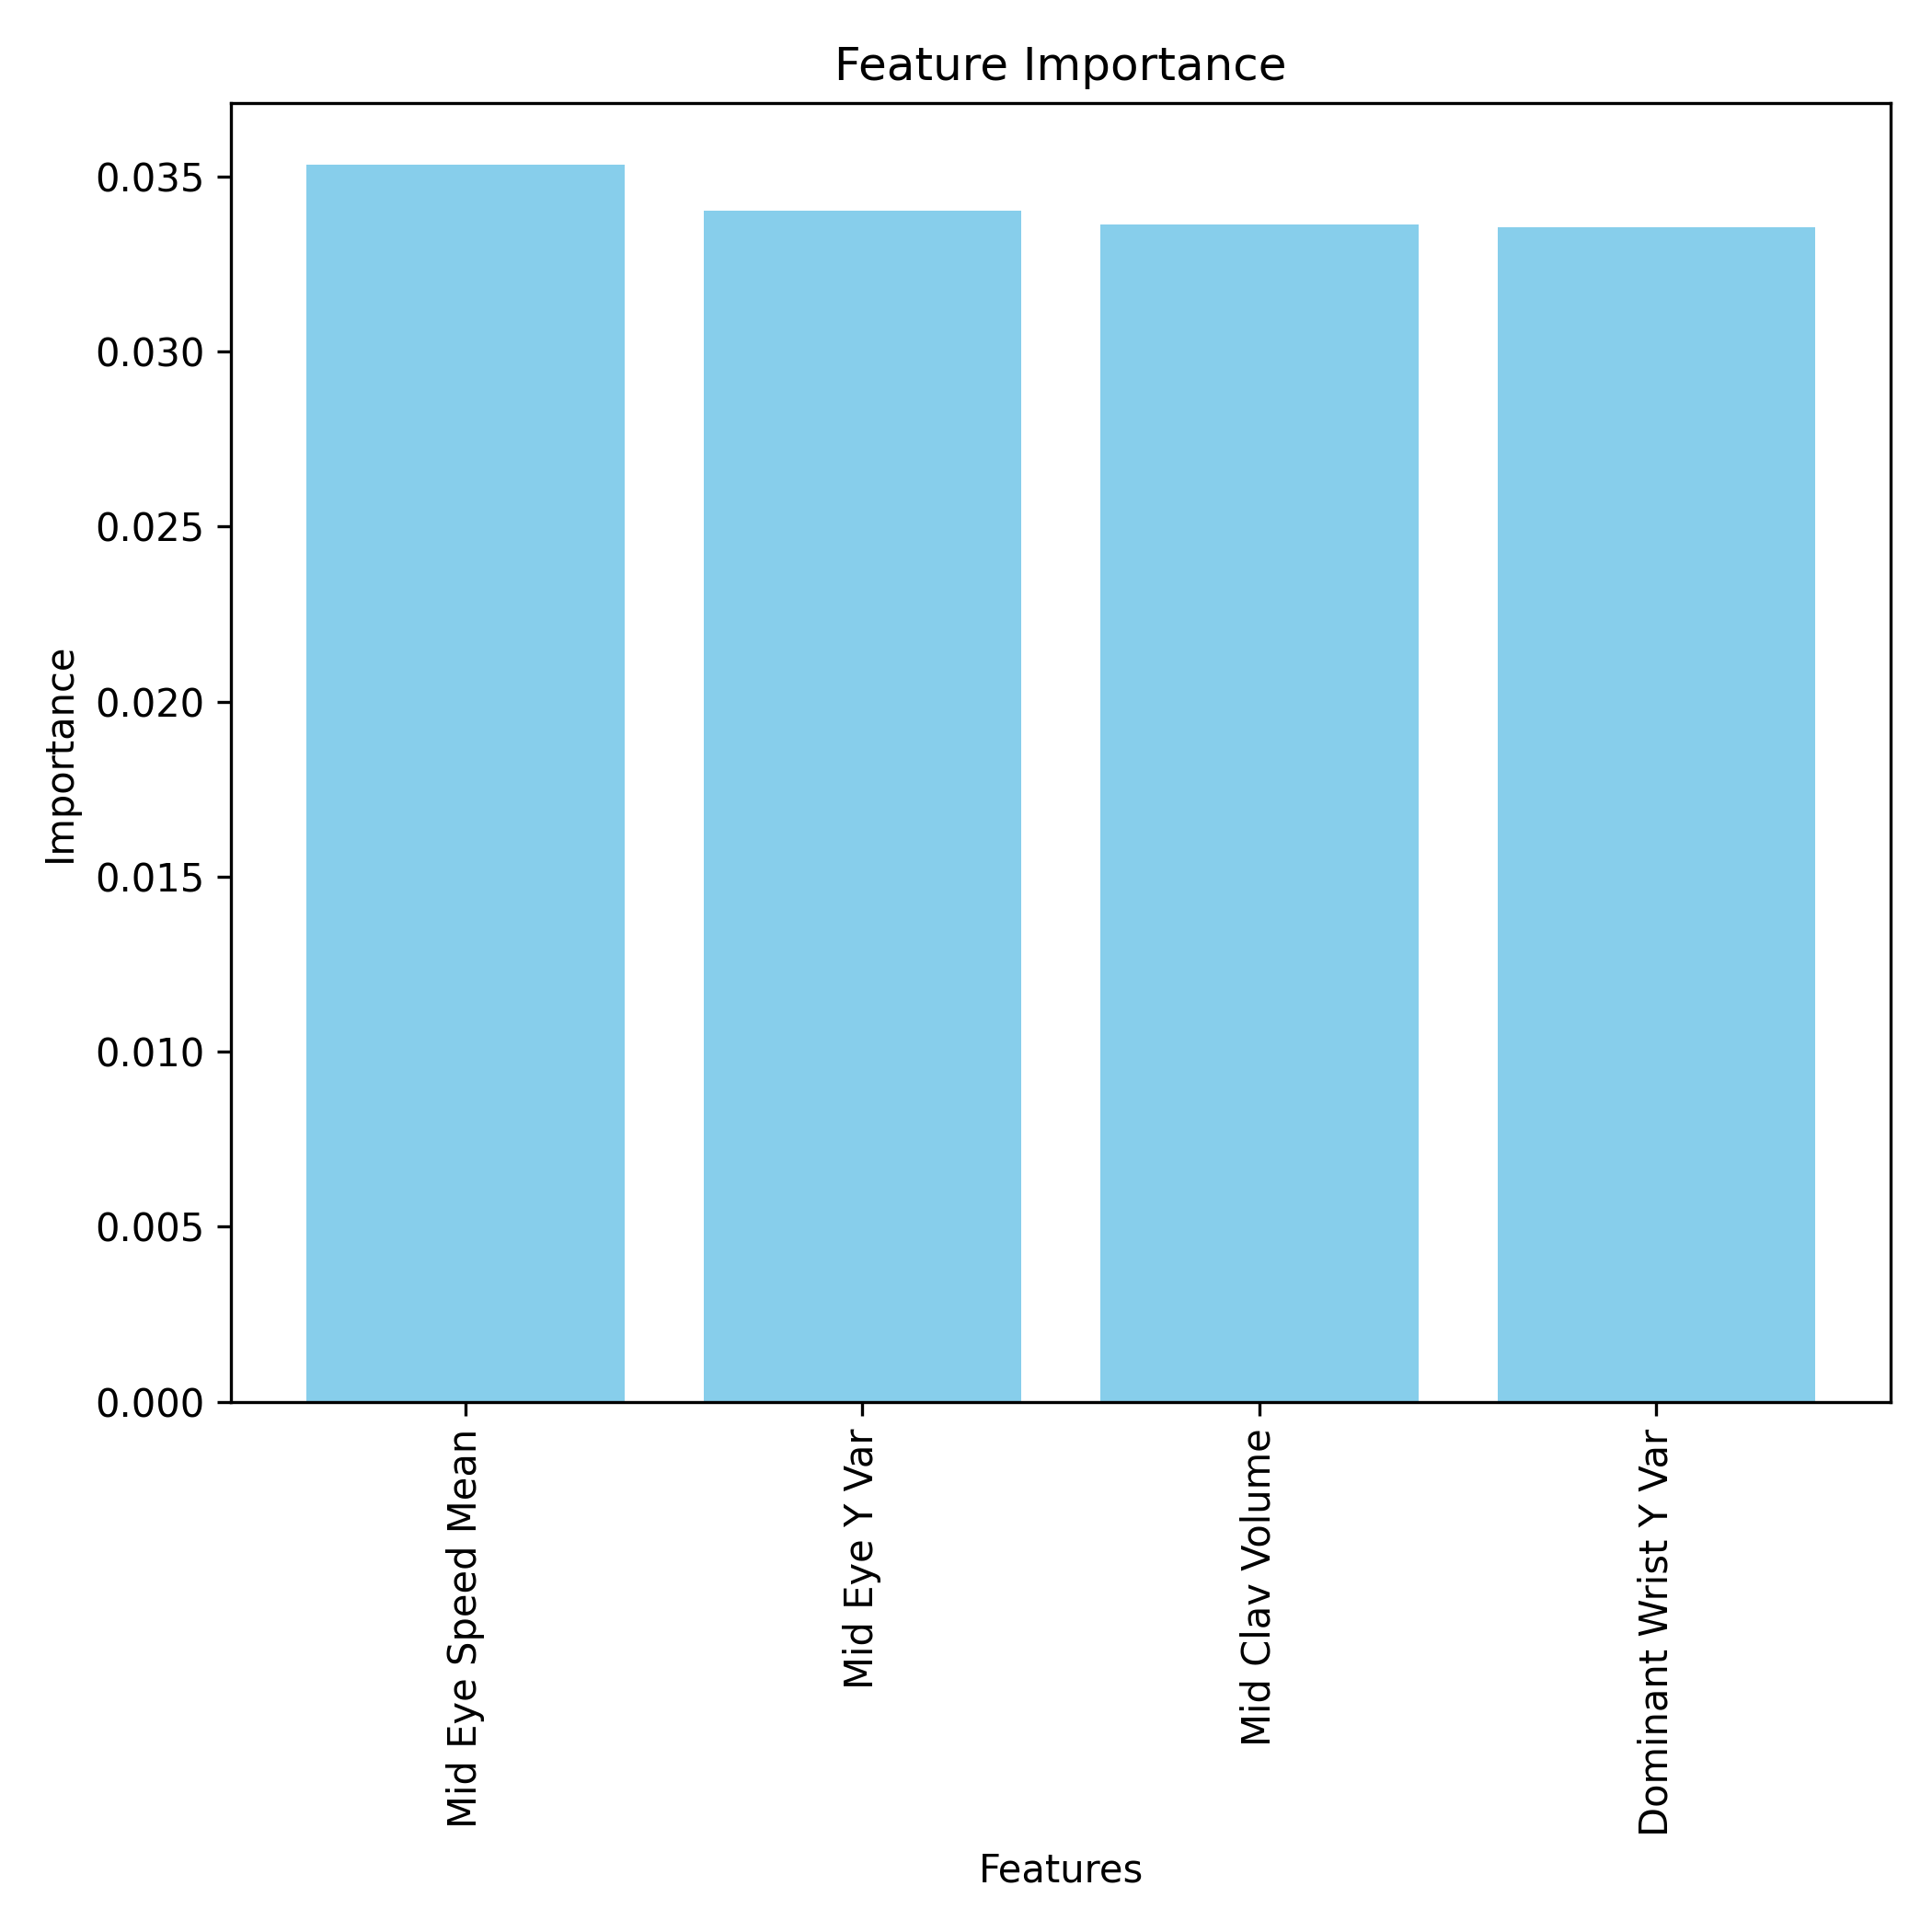 Feature Importance
Importance
0.035
0.030
0.025
0.020
0.015
0.010
0.005
0.000
Mid Eye Speed Mean
Mid Eye Y Var
Mid Clav Volume
Dominant Wrist Y Var
Features